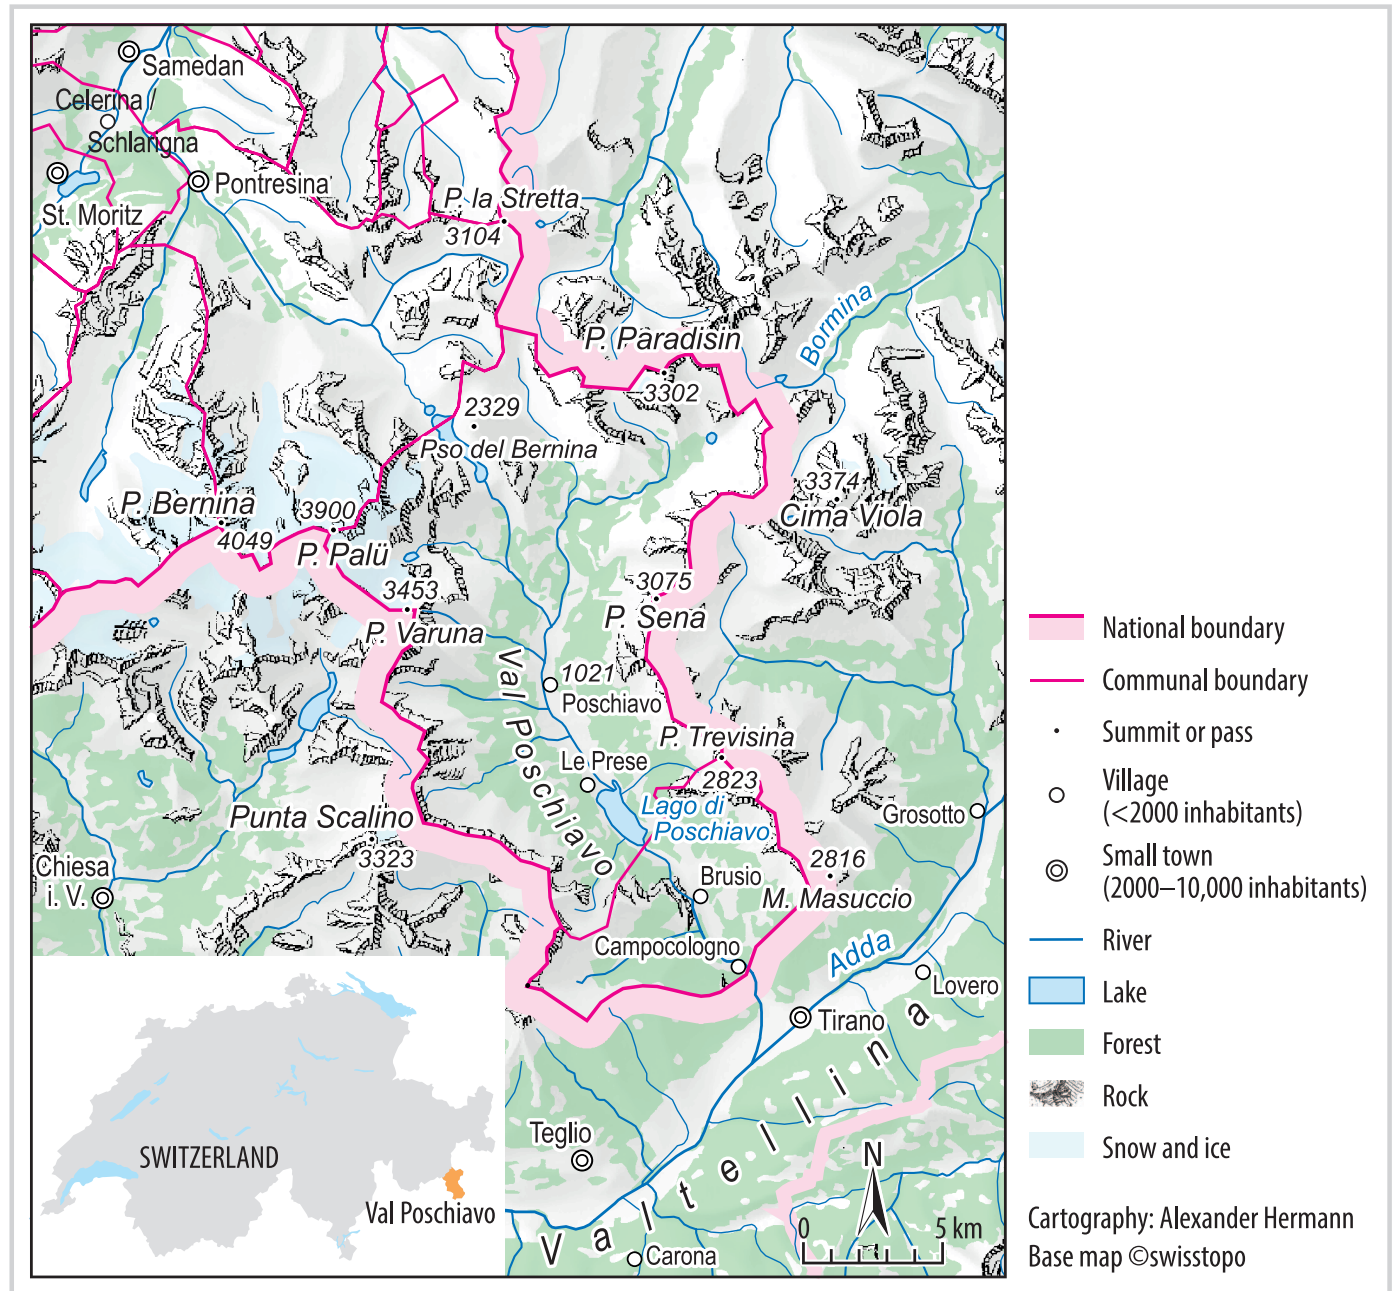 Samedan
Celerina /
Schlarigna
Pontresina
St. Moritz
P. la Stretta
3104
Bormina
P. Paradisin
3302
2329
Pso del Bernina
3374
Cima Viola
P. Bernina
4049
3900
P. Palü
3453
P. Varuna
3075
P. Sena
Val Poschiavo
1021
Poschiavo
P. Trevisina
2823
Le Prese
Lago di
Poschiavo
Grosotto
Punta Scalino
3323
Chiesa
i. V.
2816
M. Masuccio
Brusio
Campocologno
Adda
Lovero
Tirano
Valtellina
Teglio
Carona
N
0
5 km
SWITZERLAND
Val Poschiavo
National boundary
Communal boundary
Summit or pass
Village
(<2000 inhabitants)
Small town
(2000–10,000 inhabitants)
River
Lake
Forest
Rock
Snow and ice
Cartography: Alexander Hermann
Base map ©swisstopo